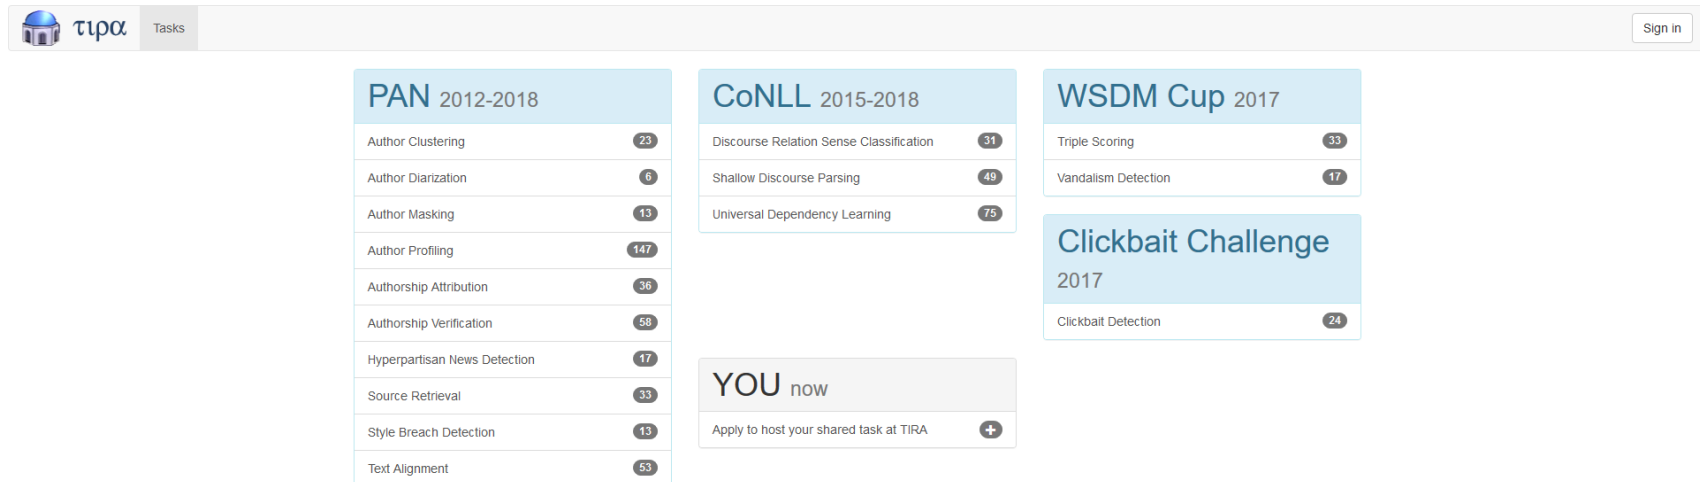 τιρα Tasks Sign in
PAN 2012-2018
Author Clustering 23
Author Diarization 6
Author Masking 13
Author Profiling 147
Authorship Attribution 36
Authorship Verification 58
Hyperpartisan News Detection 17
Source Retrieval 33
Style Breach Detection 13
Text Alignment 53
CoNLL 2015-2018
Discourse Relation Sense Classification 31
Shallow Discourse Parsing 49
Universal Dependency Learning 75
YOU now
Apply to host your shared task at TIRA
WSDM Cup 2017
Triple Scoring 33
Vandalism Detection 17
Clickbait Challenge
2017
Clickbait Detection 24